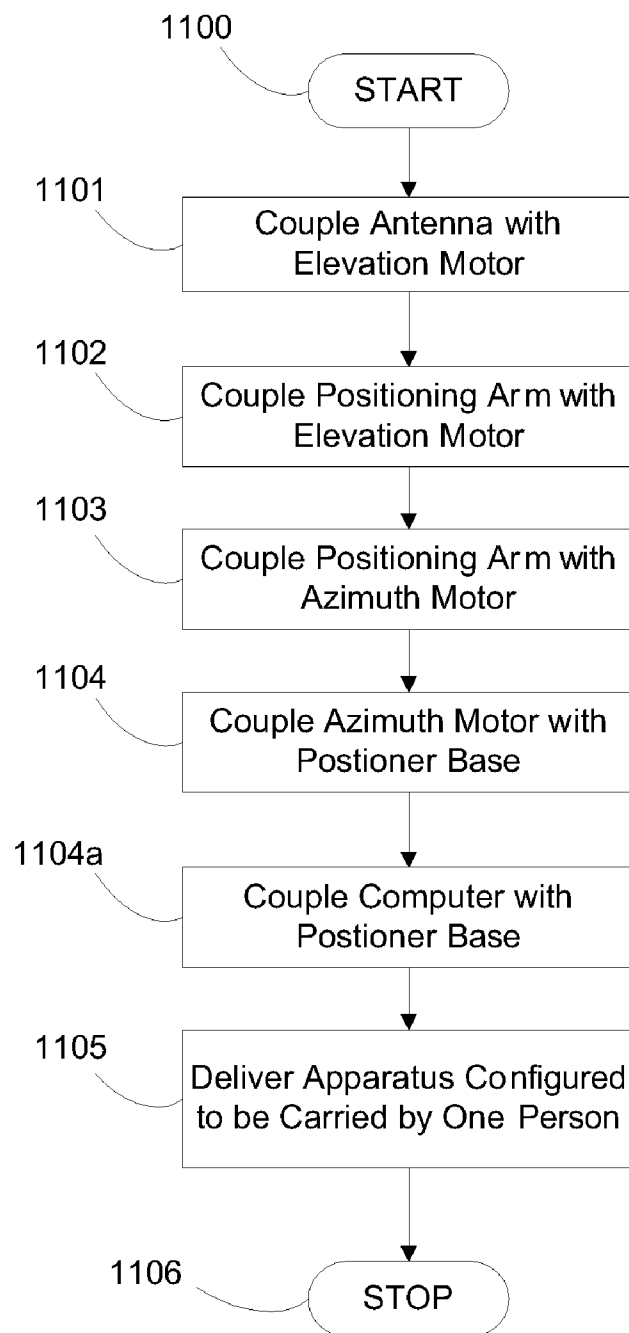 1100
START
1101
Couple Antenna with
Elevation Motor
1102
Couple Positioning Arm with
Elevation Motor
1103
Couple Positioning Arm with
Azimuth Motor
1104
Couple Azimuth Motor with
Postioner Base
1104a
Couple Computer with
Postioner Base
1105
Deliver Apparatus Configured
to be Carried by One Person
1106
STOP